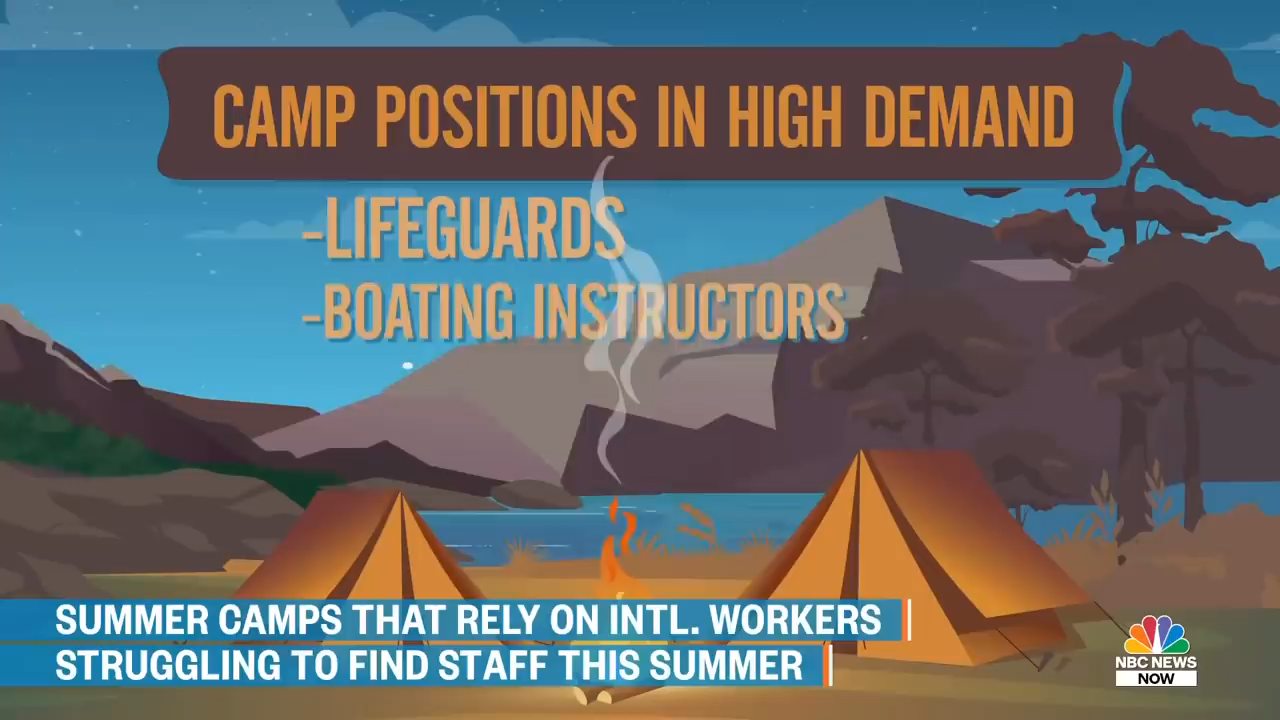 CAMP POSITIONS IN HIGH DEMAND
-LIFEGUARDS
-BOATING INSTRUCTORS
SUMMER CAMPS THAT RELY ON INTL. WORKERS
STRUGGLING TO FIND STAFF THIS SUMMER
NBC NEWS
NOW